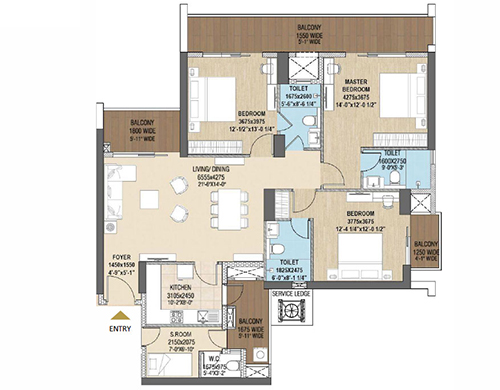 BALCONY
1550 WIDE
5'-1" WIDE
TOILET
1675x2600
5'-6"x8'-6 1/4"
MASTER
BEDROOM
4275x3675
14'-0"x12'-0 1/2"
BEDROOM
3675x3975
12'-1/2"x13'-0 1/4"
BALCONY
1800 WIDE
5'-11" WIDE
TOILET
1600X2750
9'-0"X5'-3"
LIVING/ DINING
6555x4275
21'-6"X14'-0"
BEDROOM
3775x3675
12'-4 1/4"x12'-0 1/2"
BALCONY
1250 WIDE
4'-1" WIDE
FOYER
1450x1550
4'-9"x5'-1"
TOILET
1825X2475
6'-0"x8'-1 1/4"
KITCHEN
3105x2450
10'-2"x8'-0"
SERVICE LEDGE
ENTRY
BALCONY
1675 WIDE
5'-11" WIDE
S.ROOM
2150x2075
7'-0"X6'-10"
W.C
1675x975
5'-4"X3'-2"